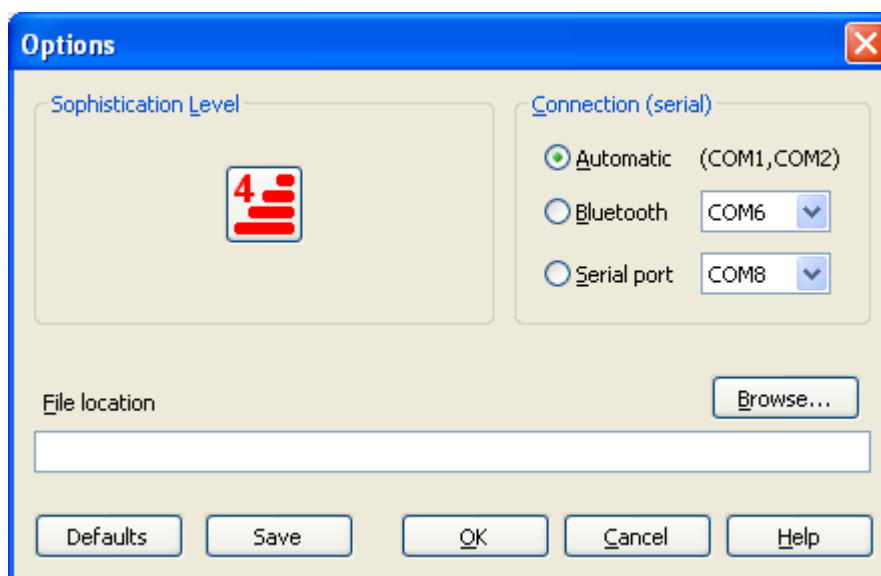 Options
Sophistication Level
4
Connection (serial)
Automatic (COM1,COM2)
Bluetooth COM6
Serial port COM8
File location
Browse...
Defaults Save OK Cancel Help